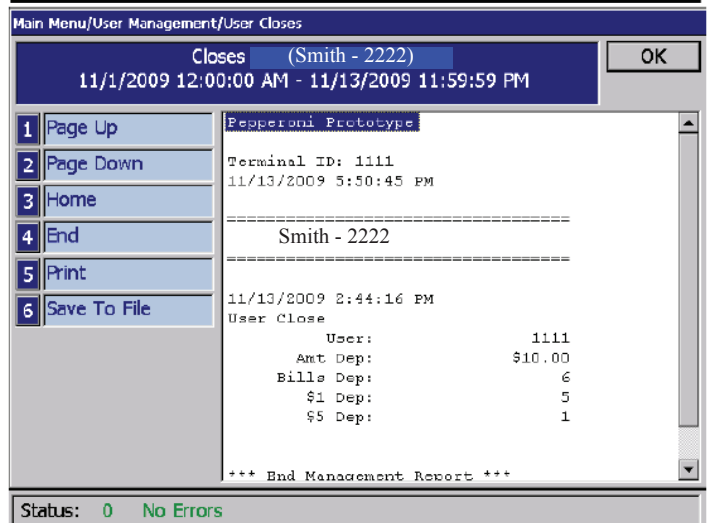 Main Menu/User Management/User Closes
Closes (Smith - 2222)
11/1/2009 12:00:00 AM - 11/13/2009 11:59:59 PM
OK
1 Page Up
2 Page Down
3 Home
4 End
5 Print
6 Save To File
Pepperoni Prototype
Terminal ID: 1111
11/13/2009 5:50:45 PM
===================================
Smith - 2222
===================================
11/13/2009 2:44:16 PM
User Close
User: 1111
Amt Dep: $10.00
Bills Dep: 6
$1 Dep: 5
$5 Dep: 1
*** End Management Report ***
Status: 0 No Errors